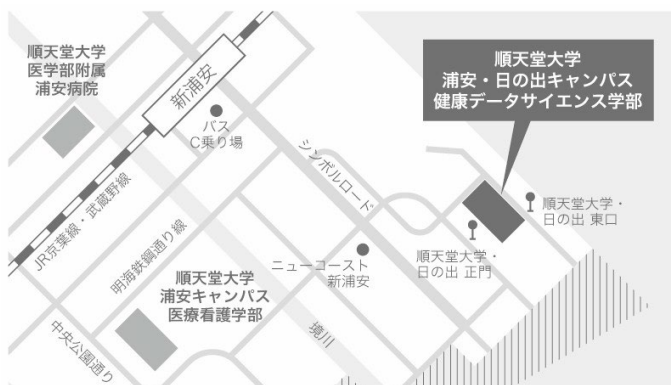 順天堂大学
医学部附属
浦安病院
新浦安
バス
C乗り場
順天堂大学
浦安・日の出キャンパス
健康データサイエンス学部
シンボルロード
JR京葉線・武蔵野線
明海鉄鋼通り線
順天堂大学・
日の出 東口
順天堂大学・
日の出 正門
ニューコースト
新浦安
順天堂大学
浦安キャンパス
医療看護学部
境川
中央公園通り